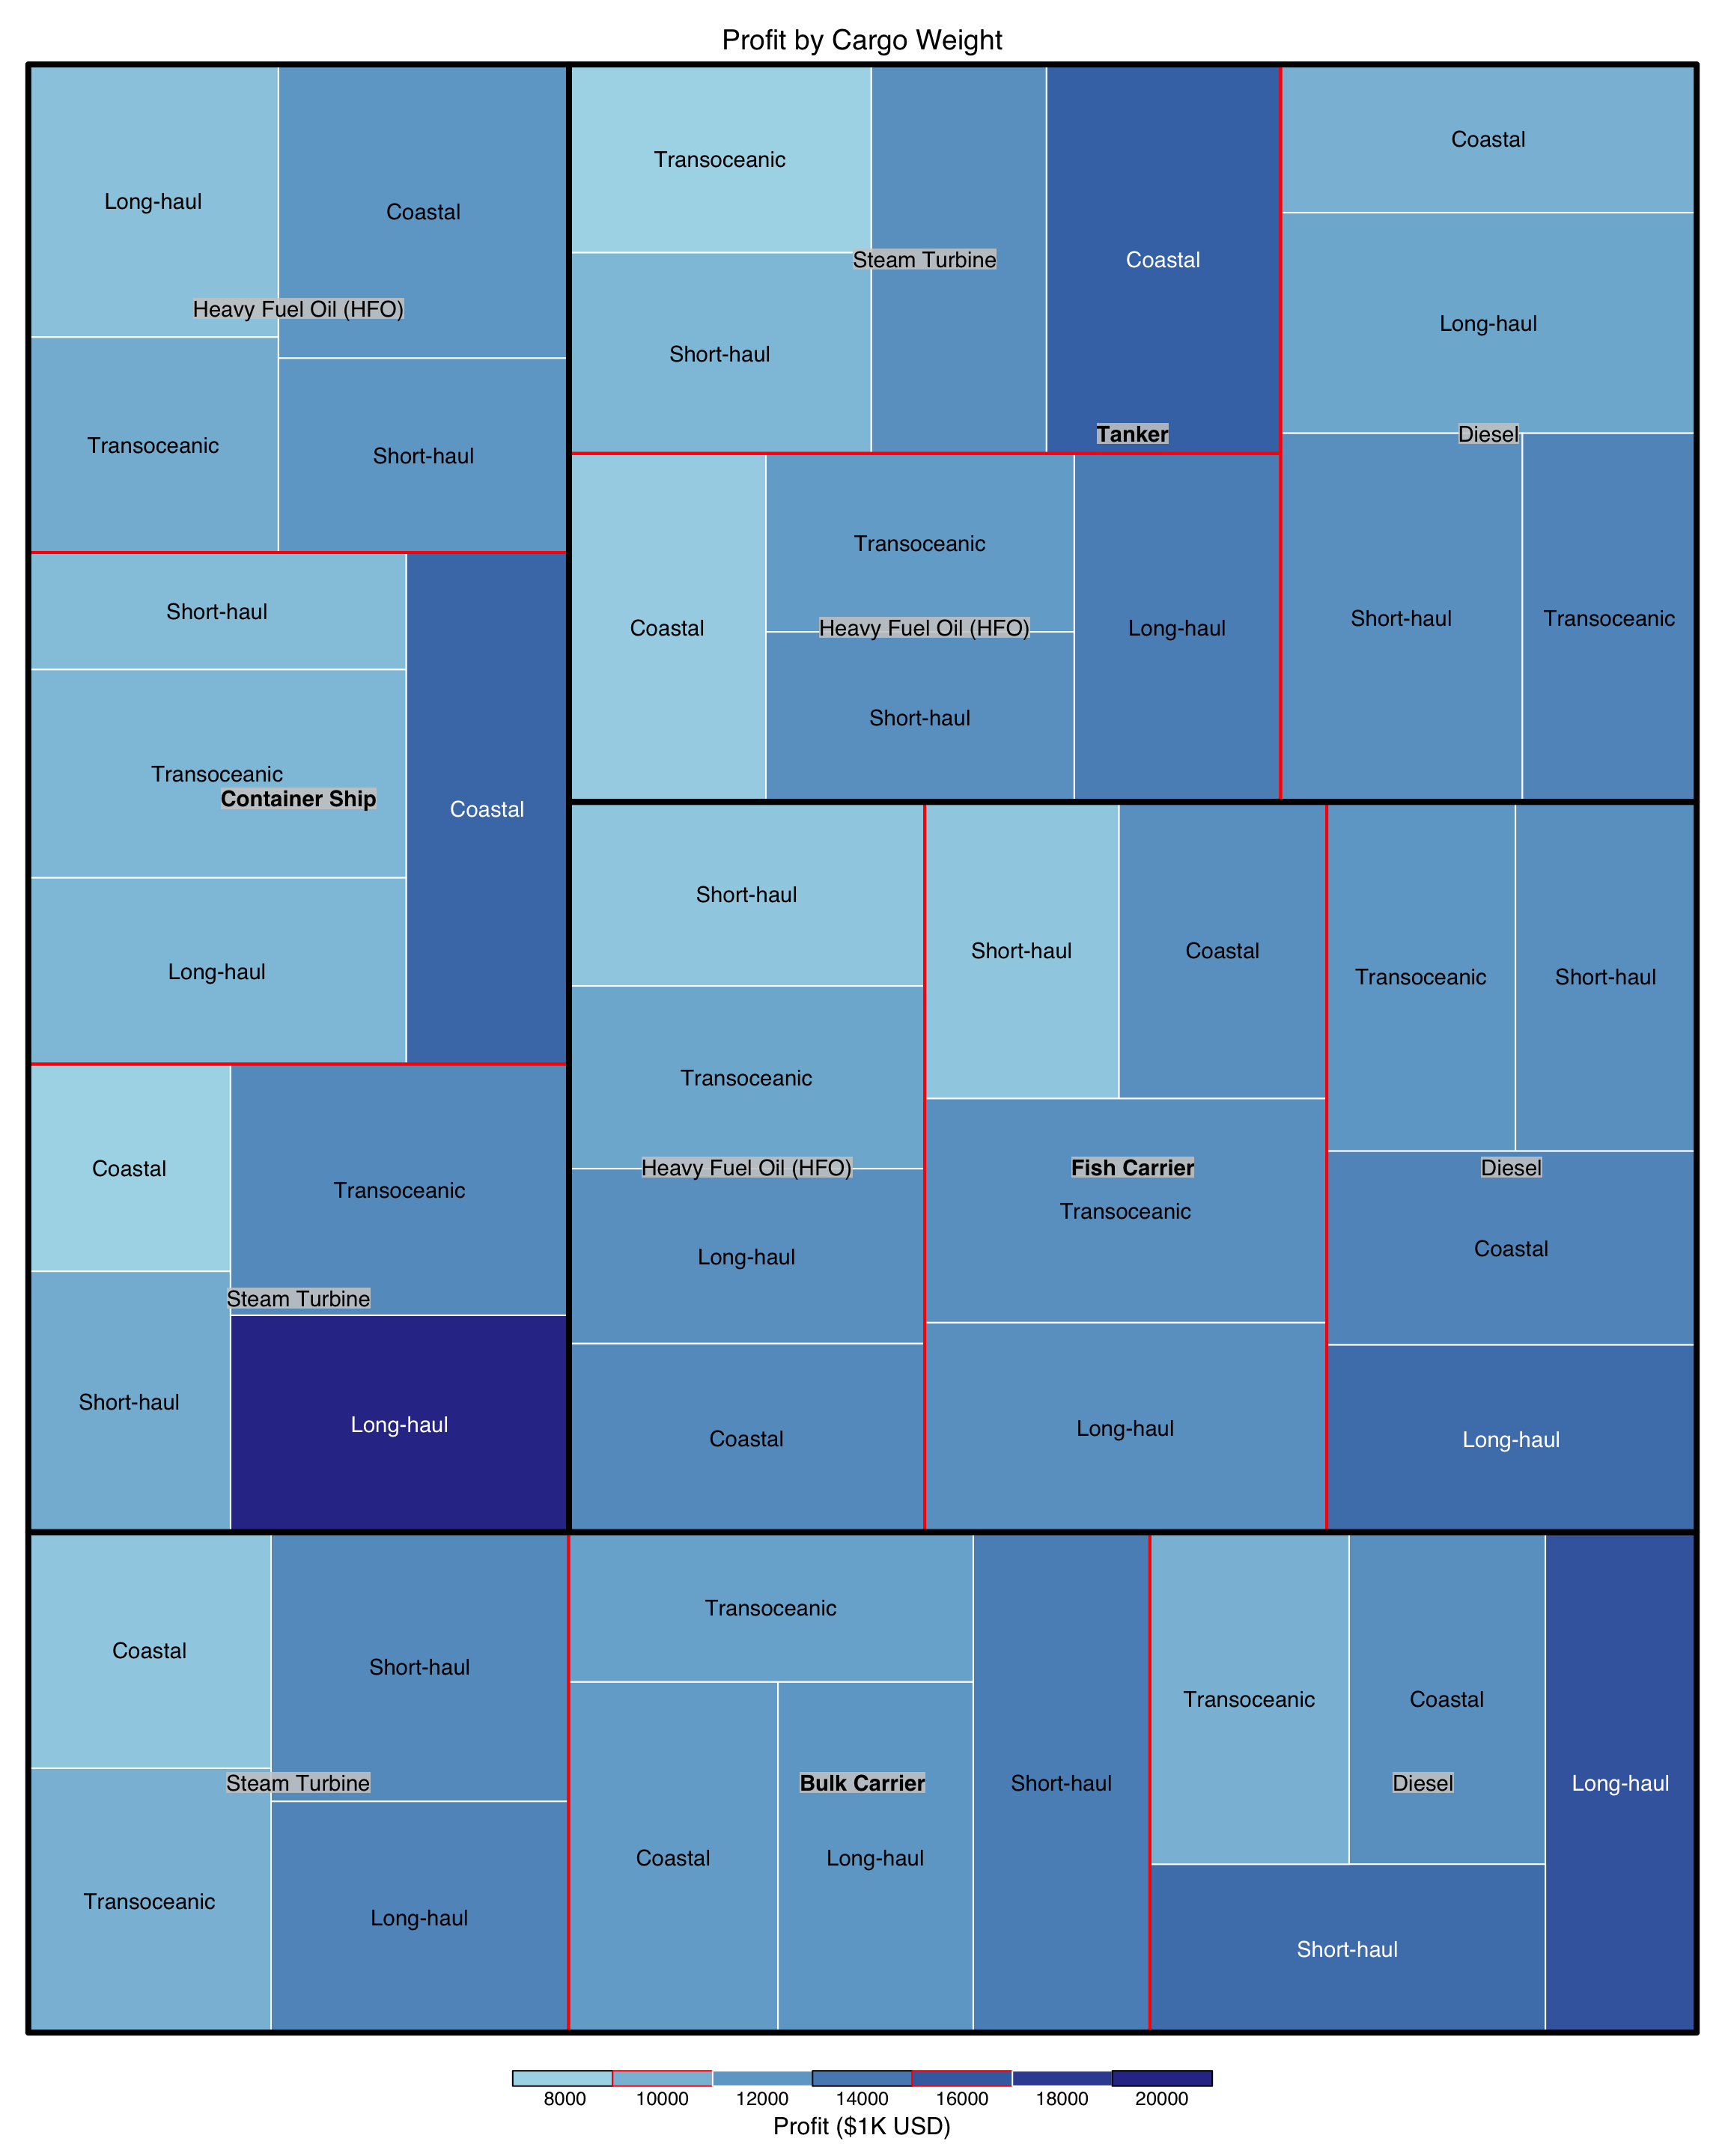 Profit by Cargo Weight
Long-haul
Coastal
Heavy Fuel Oil (HFO)
Transoceanic
Short-haul
Short-haul
Transoceanic
Container Ship
Coastal
Long-haul
Coastal
Transoceanic
Steam Turbine
Short-haul
Long-haul
Transoceanic
Steam Turbine
Coastal
Short-haul
Tanker
Coastal
Transoceanic
Heavy Fuel Oil (HFO)
Long-haul
Short-haul
Coastal
Long-haul
Diesel
Short-haul
Transoceanic
Short-haul
Transoceanic
Heavy Fuel Oil (HFO)
Long-haul
Coastal
Short-haul
Coastal
Fish Carrier
Transoceanic
Long-haul
Transoceanic
Short-haul
Diesel
Coastal
Long-haul
Coastal
Short-haul
Steam Turbine
Transoceanic
Long-haul
Transoceanic
Bulk Carrier
Short-haul
Coastal
Long-haul
Transoceanic
Coastal
Diesel
Long-haul
Short-haul
8000 10000 12000 14000 16000 18000 20000
Profit ($1K USD)